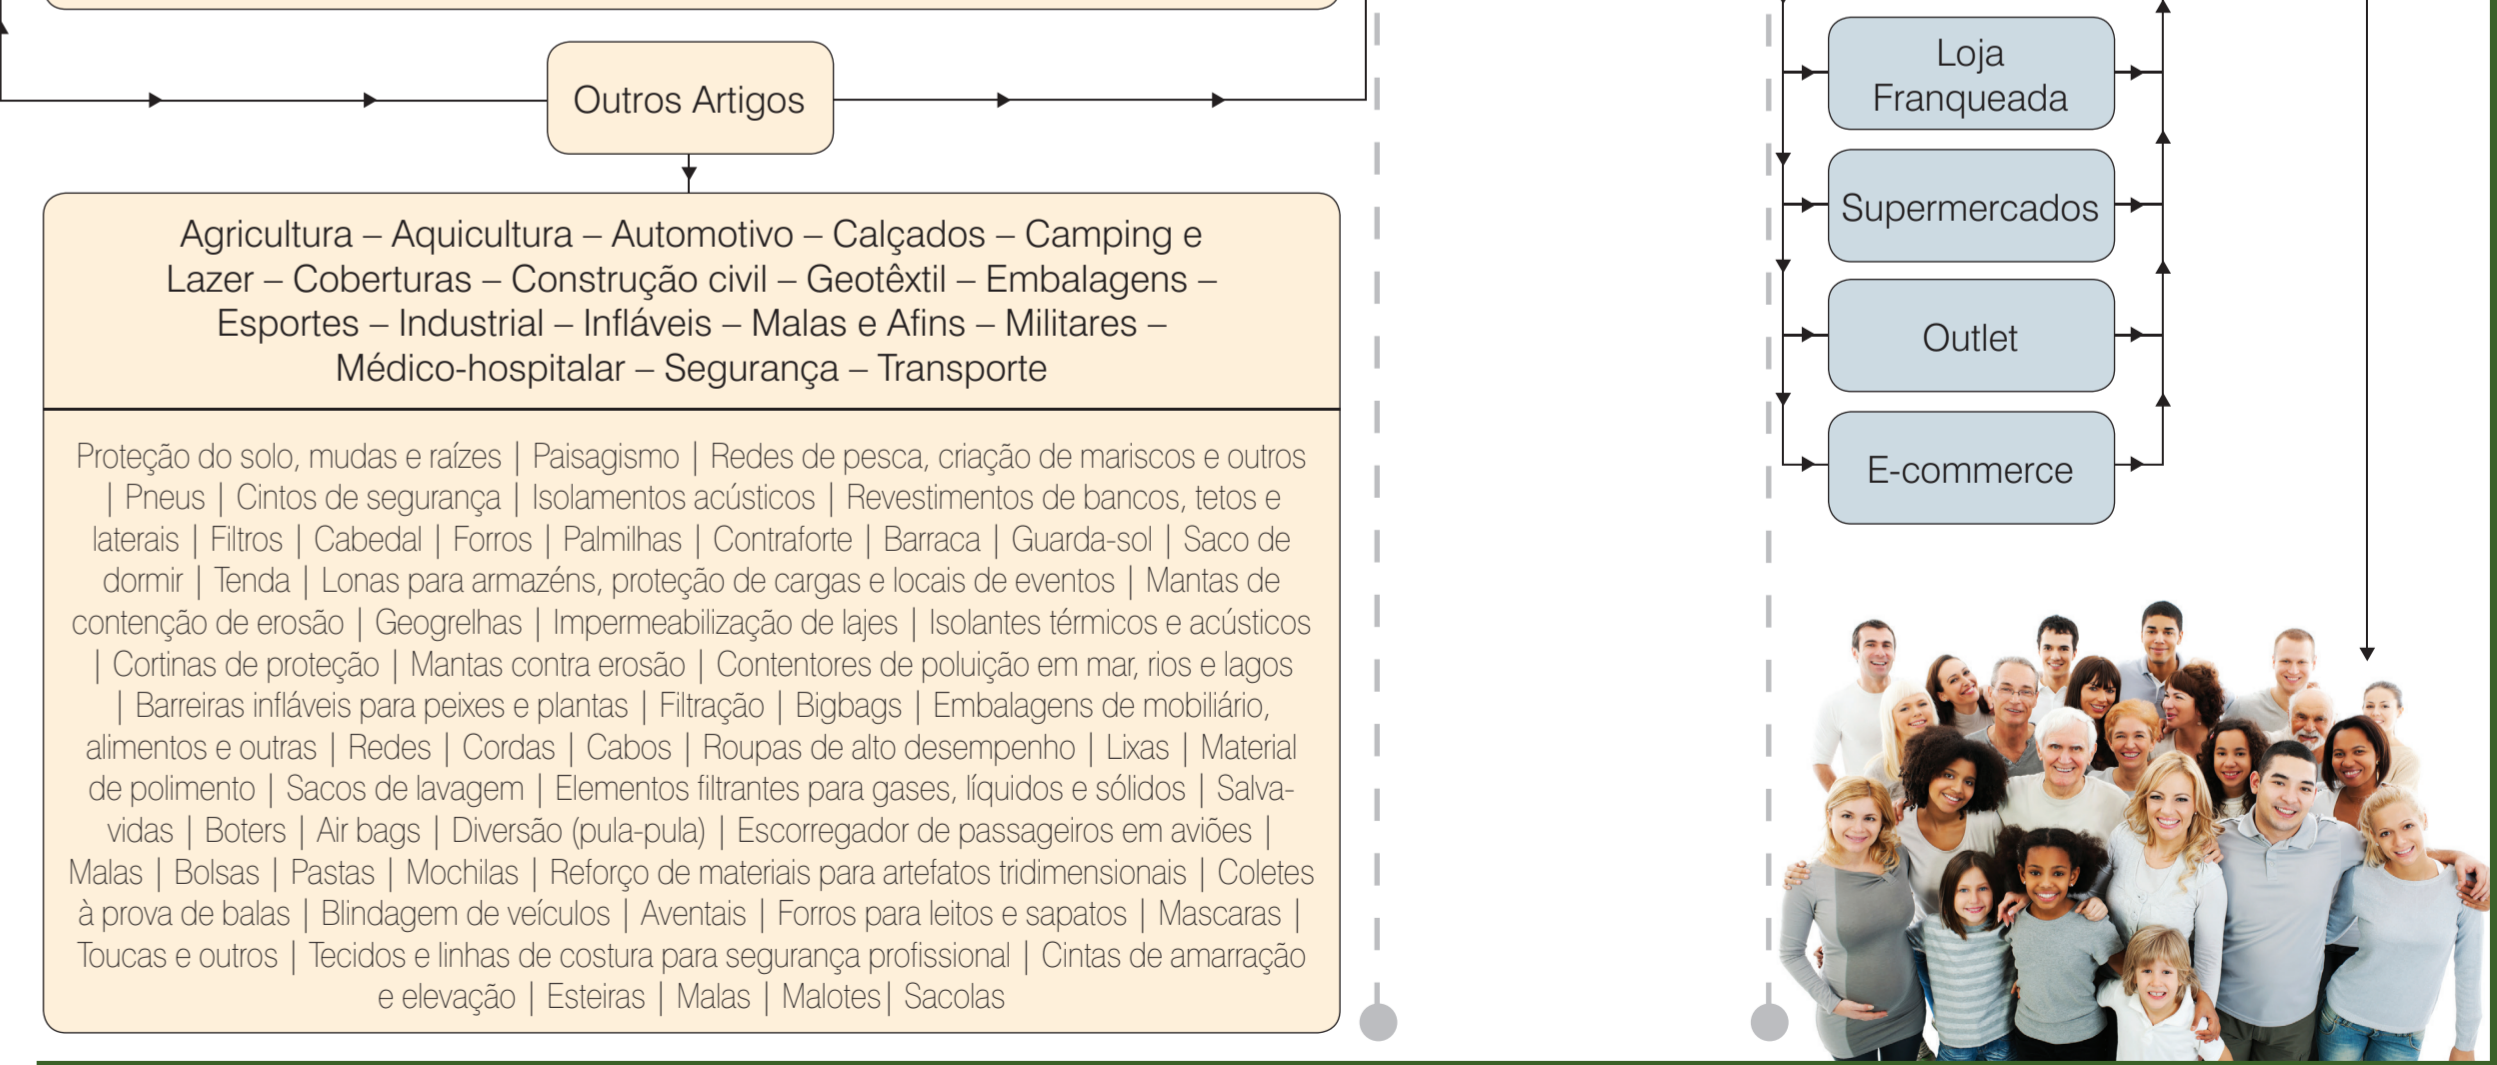 Outros Artigos
Agricultura – Aquicultura – Automotivo – Calçados – Camping e
Lazer – Coberturas – Construção civil – Geotêxtil – Embalagens –
Esportes – Industrial – Infláveis – Malas e Afins – Militares –
Médico-hospitalar – Segurança – Transporte
Proteção do solo, mudas e raízes | Paisagismo | Redes de pesca, criação de mariscos e outros
| Pneus | Cintos de segurança | Isolamentos acústicos | Revestimentos de bancos, tetos e
laterais | Filtros | Cabedal | Forros | Palmilhas | Contraforte | Barraca | Guarda-sol | Saco de
dormir | Tenda | Lonas para armazéns, proteção de cargas e locais de eventos | Mantas de
contenção de erosão | Geogrelhas | Impermeabilização de lajes | Isolantes térmicos e acústicos
| Cortinas de proteção | Mantas contra erosão | Contentores de poluição em mar, rios e lagos
| Barreiras infláveis para peixes e plantas | Filtração | Bigbags | Embalagens de mobiliário,
alimentos e outras | Redes | Cordas | Cabos | Roupas de alto desempenho | Lixas | Material
de polimento | Sacos de lavagem | Elementos filtrantes para gases, líquidos e sólidos | Salva-
vidas | Boters | Air bags | Diversão (pula-pula) | Escorregador de passageiros em aviões |
Malas | Bolsas | Pastas | Mochilas | Reforço de materiais para artefatos tridimensionais | Coletes
à prova de balas | Blindagem de veículos | Aventais | Forros para leitos e sapatos | Mascaras |
Toucas e outros | Tecidos e linhas de costura para segurança profissional | Cintas de amarração
e elevação | Esteiras | Malas | Malotes| Sacolas
Loja
Franqueada
Supermercados
Outlet
E-commerce